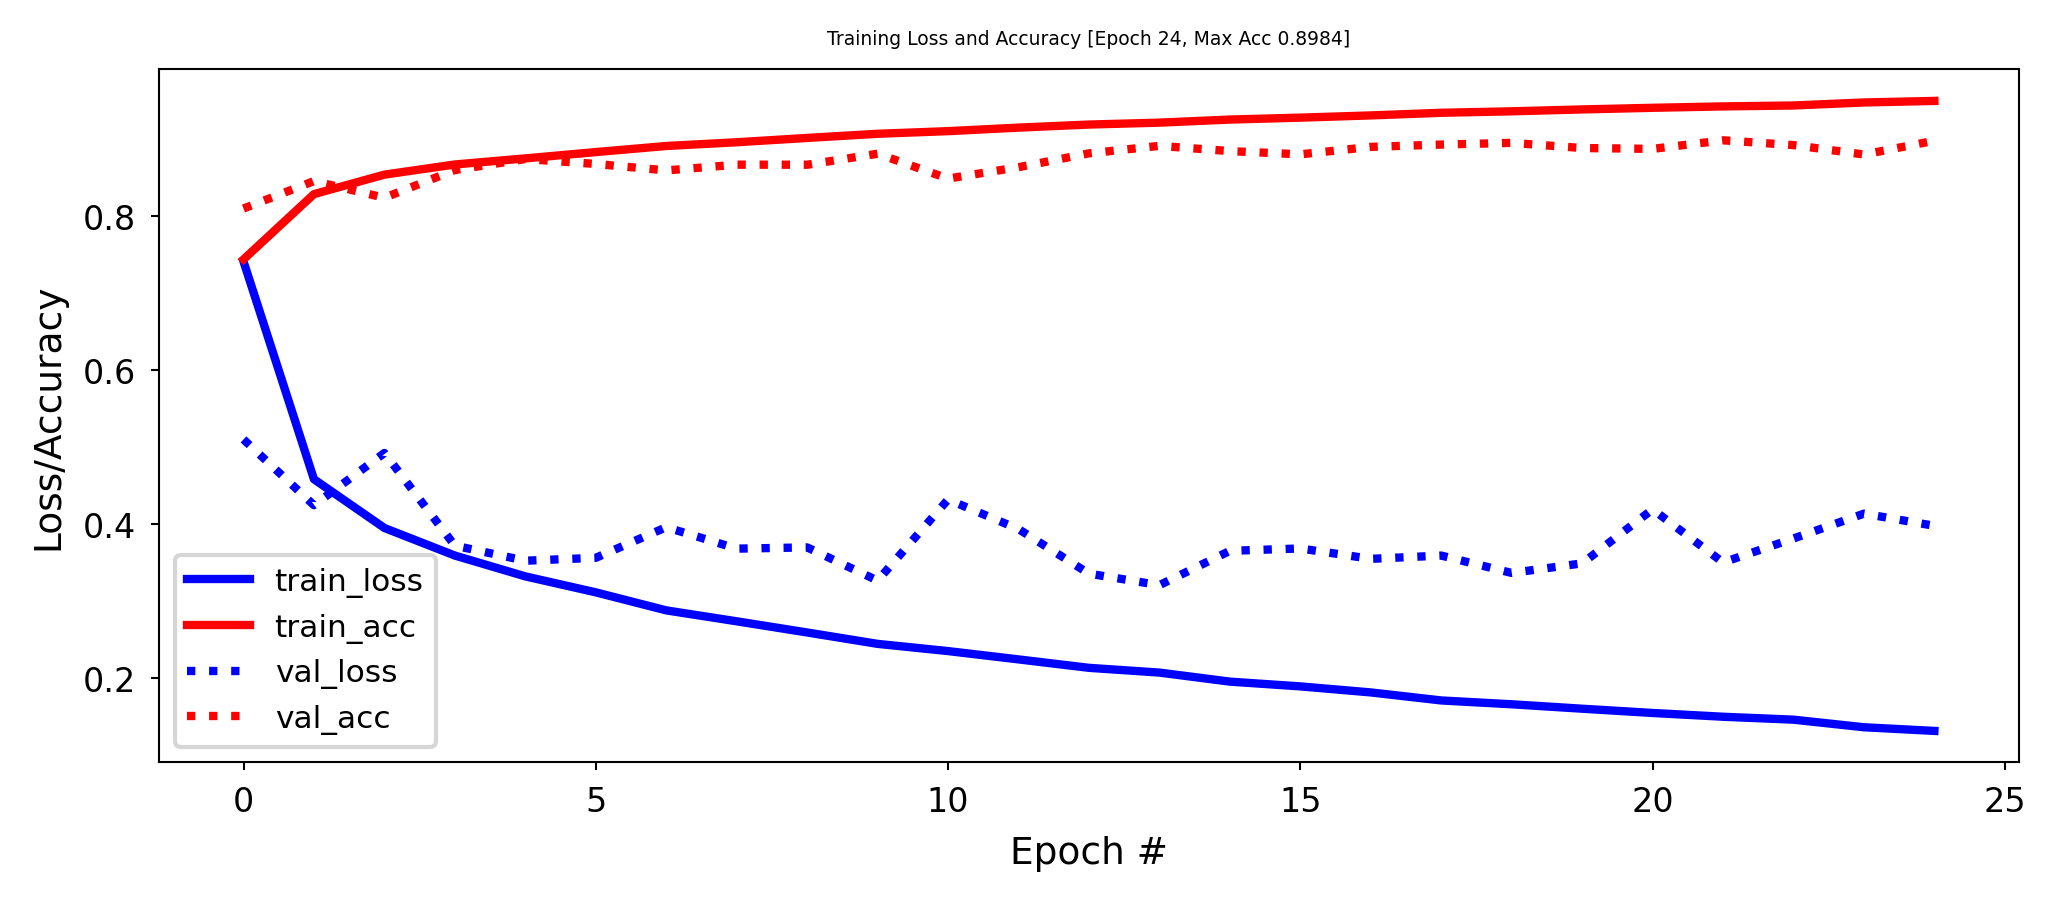 Training Loss and Accuracy [Epoch 24, Max Acc 0.8984]
Loss/Accuracy
0.8
0.6
0.4
0.2
train_loss
train_acc
val_loss
val_acc
0 5 10 15 20 25
Epoch #